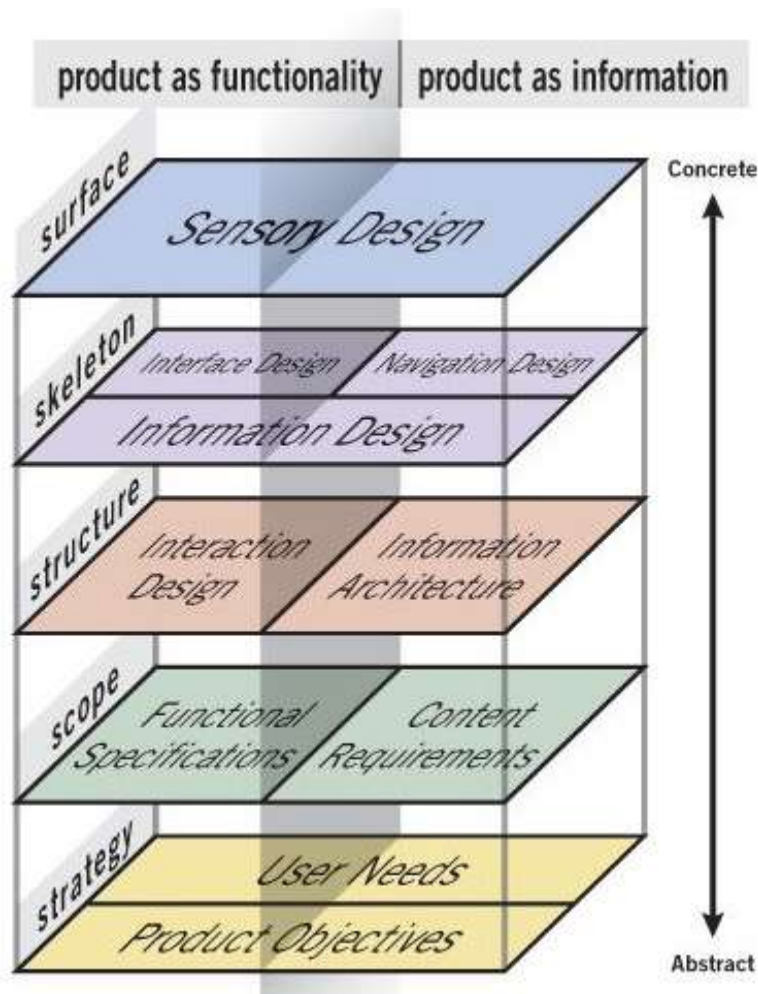 product as functionality
product as information
Concrete
surface
Sensory Design
skeleton
Interface Design
Navigation Design
Information Design
structure
Interaction
Design
Information
Architecture
scope
Functional
Specifications
Content
Requirements
strategy
User Needs
Product Objectives
Abstract